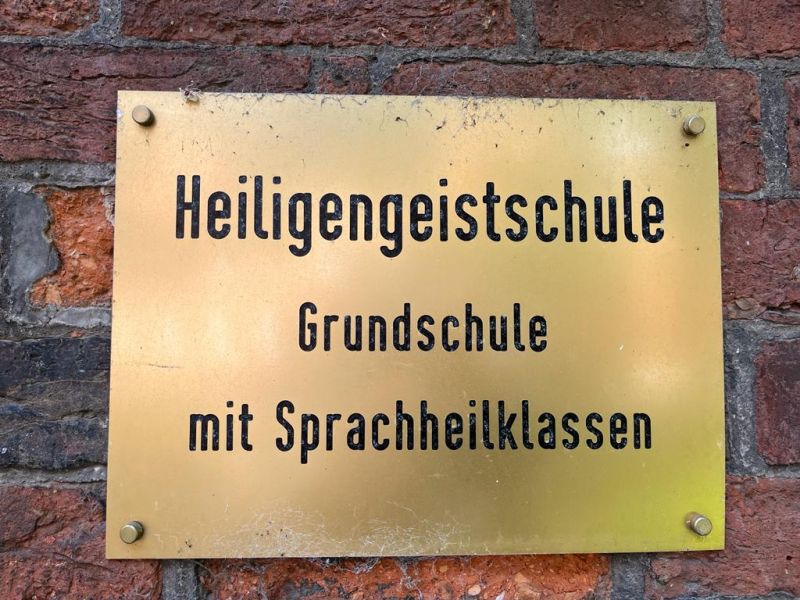 Heiligengeistschule
Grundschule
mit Sprachheilklassen